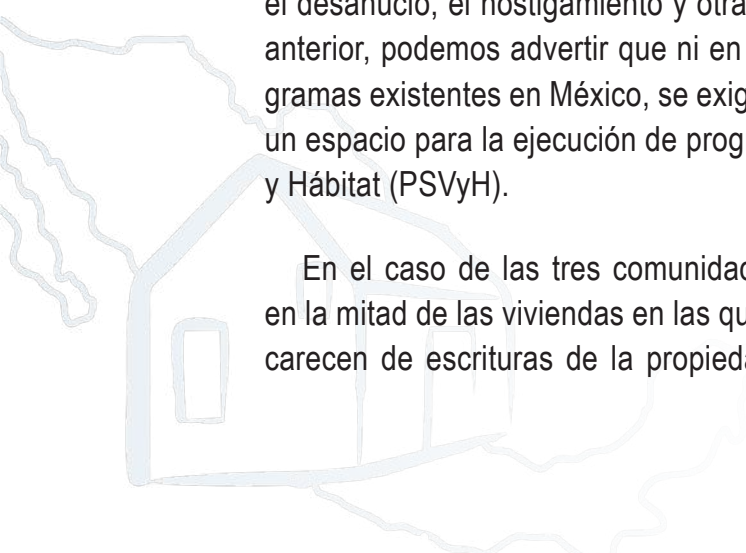 el desahucio, el hostigamiento y otra
anterior, podemos advertir que ni en
gramas existentes en México, se exig
un espacio para la ejecución de prog
y Hábitat (PSVyH).
En el caso de las tres comunidad
en la mitad de las viviendas en las qu
carecen de escrituras de la propieda